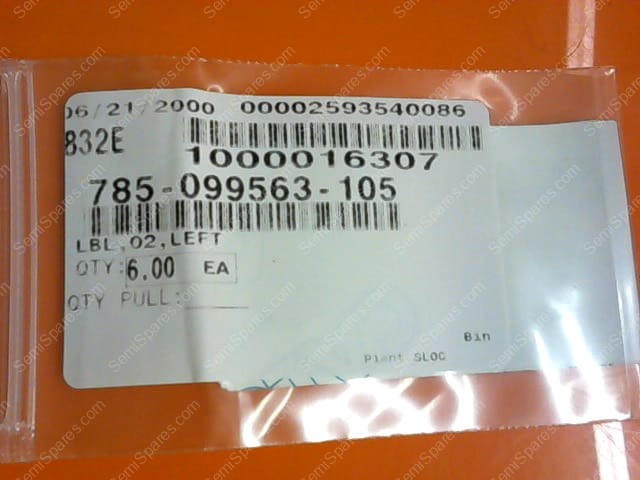 06/21/2000 00002593540086
832E
1000016307
785-099563-105
LBL,02,LEFT
QTY: 6.00 EA
QTY PULL:
Bin
Plant SLOC
SemiSpares.com